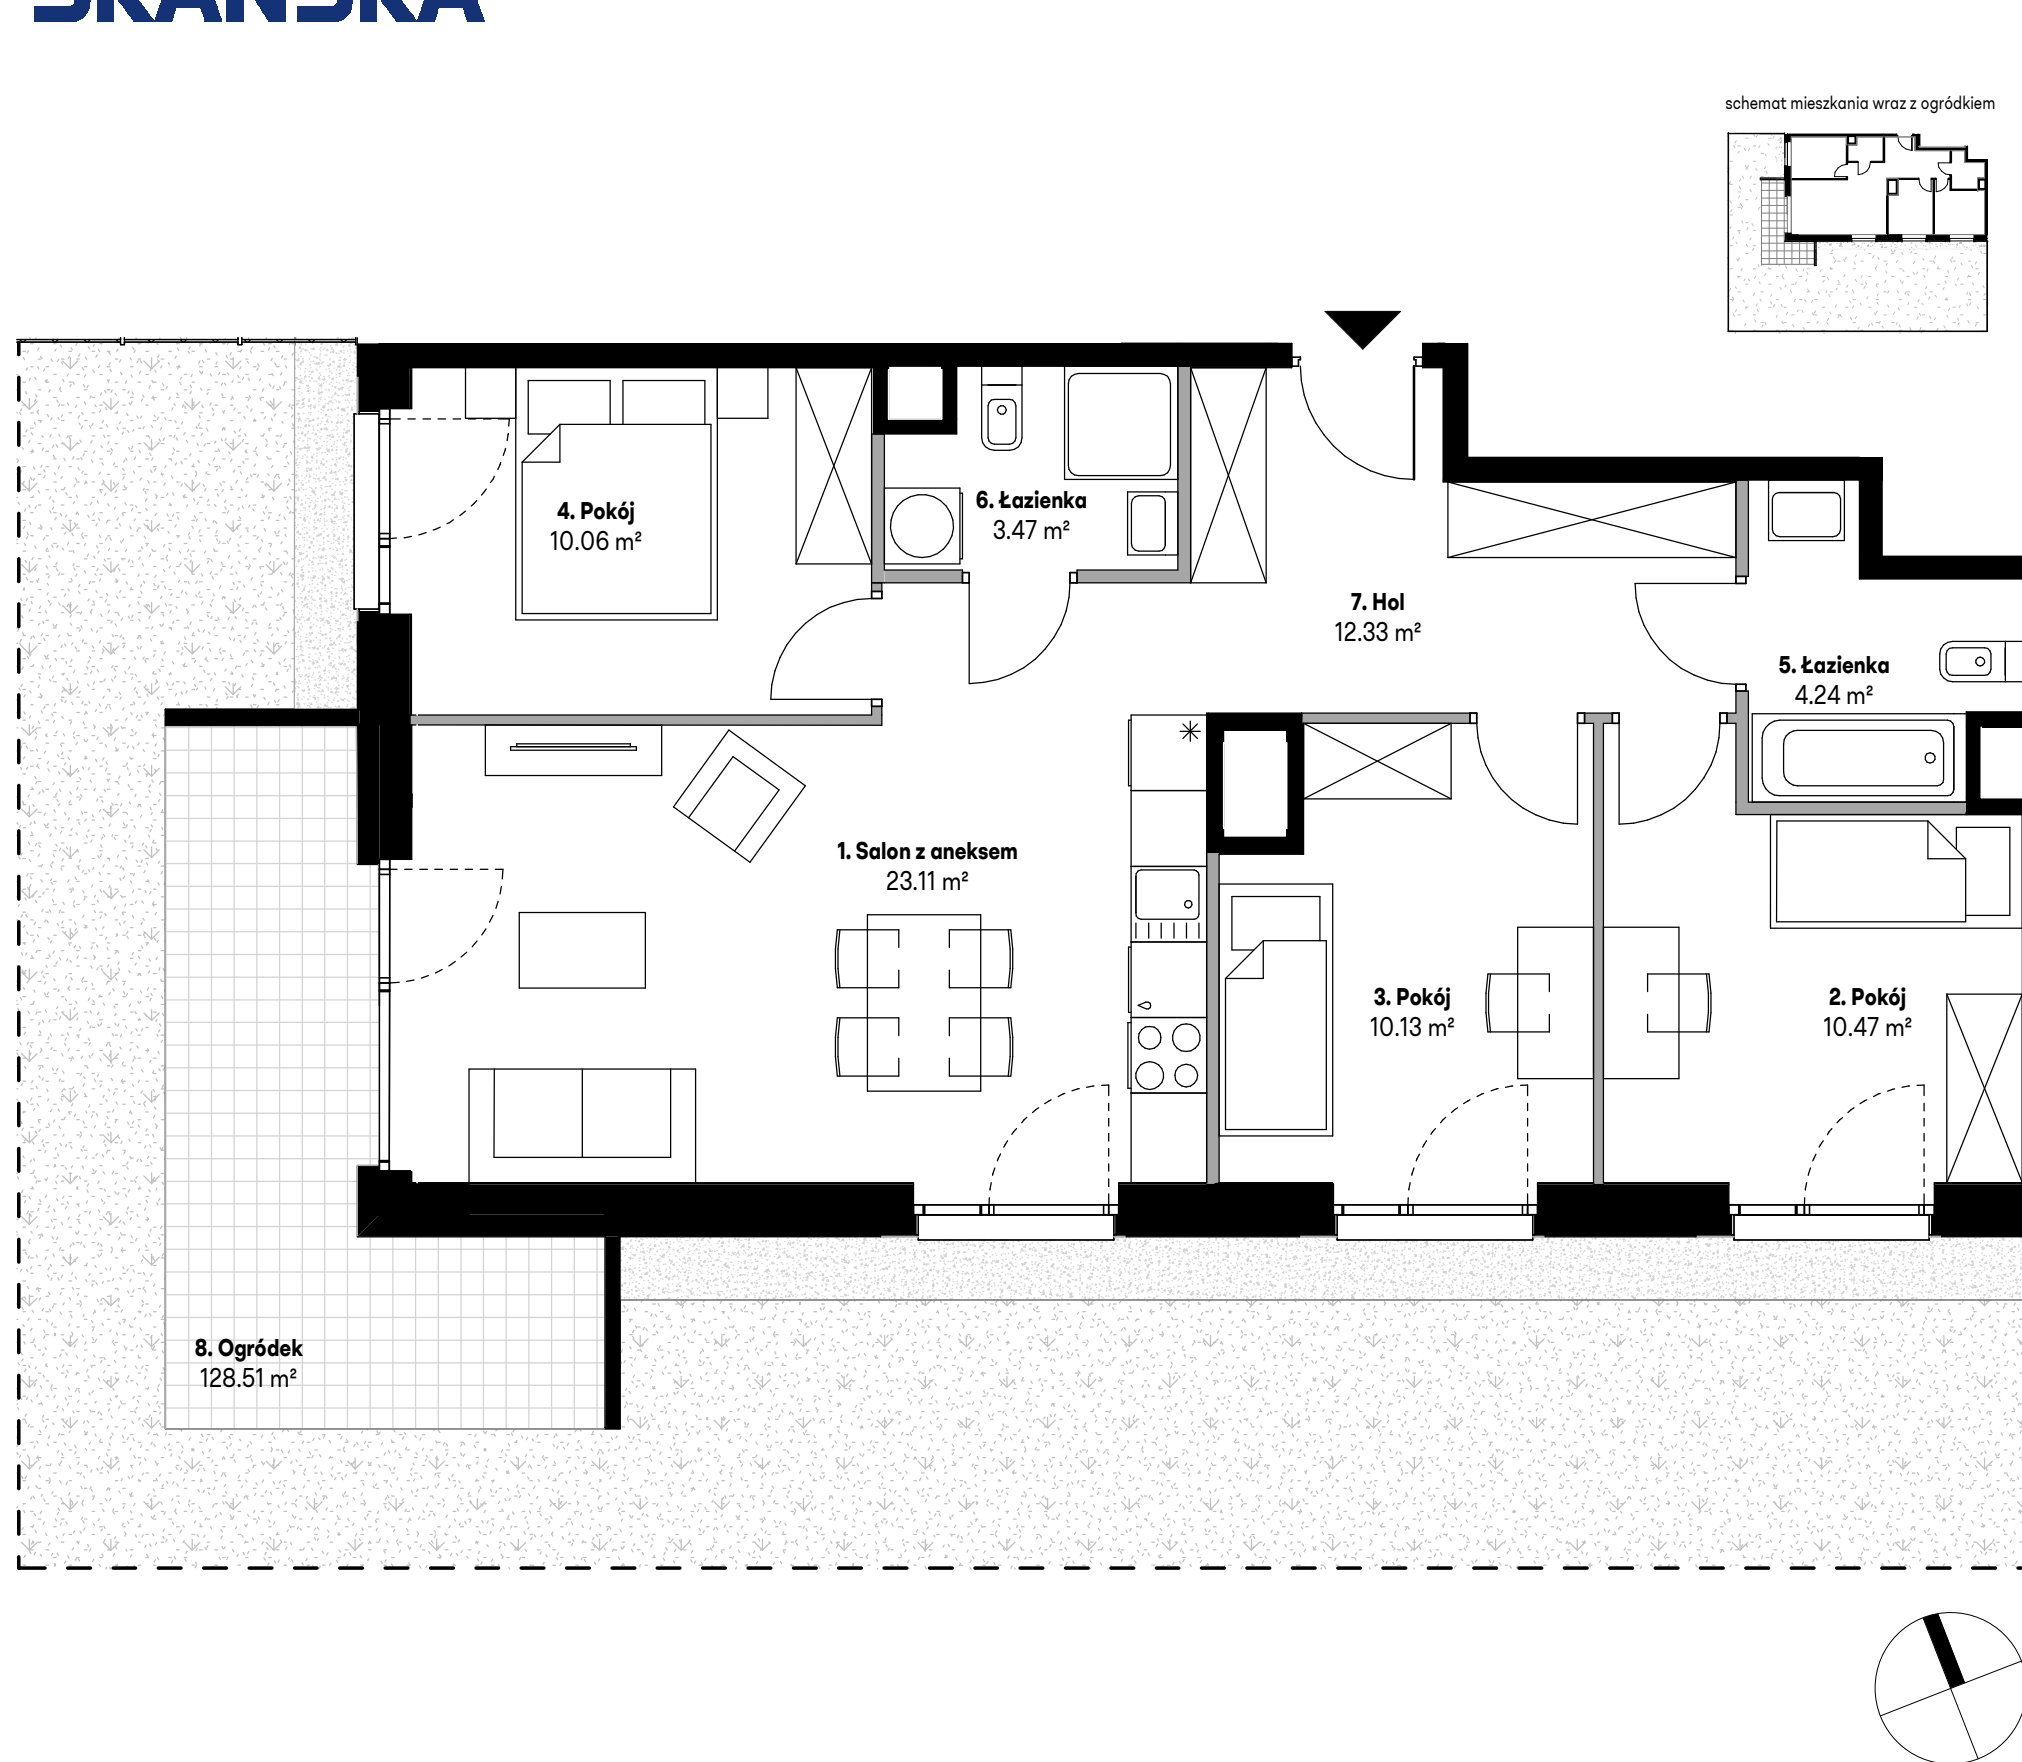 SKANSKA
schemat mieszkania wraz z ogródkiem
4. Pokój
10.06 m²
6. Łazienka
3.47 m²
7. Hol
12.33 m²
5. Łazienka
4.24 m²
1. Salon z aneksem
23.11 m²
3. Pokój
10.13 m²
2. Pokój
10.47 m²
8. Ogródek
128.51 m²